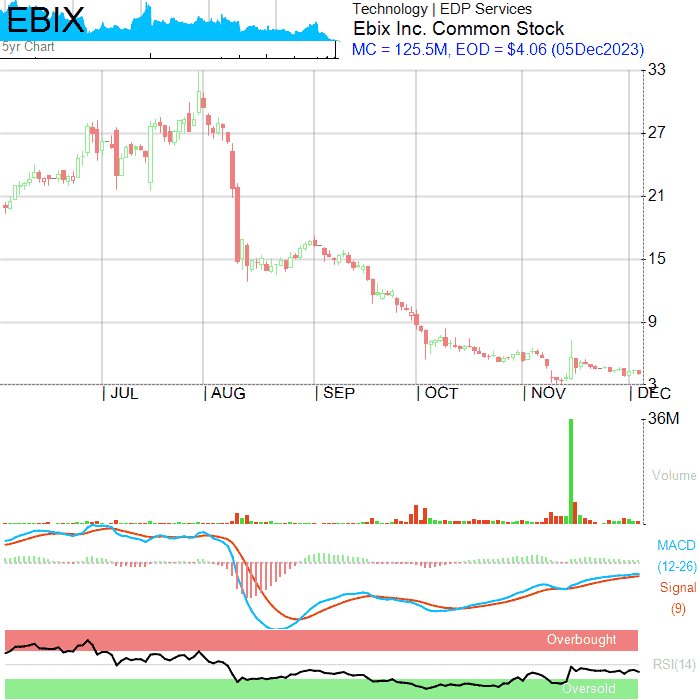 EBIX
5yr Chart
Technology | EDP Services
Ebix Inc. Common Stock
MC = 125.5M, EOD = $4.06 (05Dec2023)
33
27
21
15
9
3
JUL AUG SEP OCT NOV DEC
36M
Volume
MACD
(12-26)
Signal
(9)
Overbought
RSI(14)
Oversold